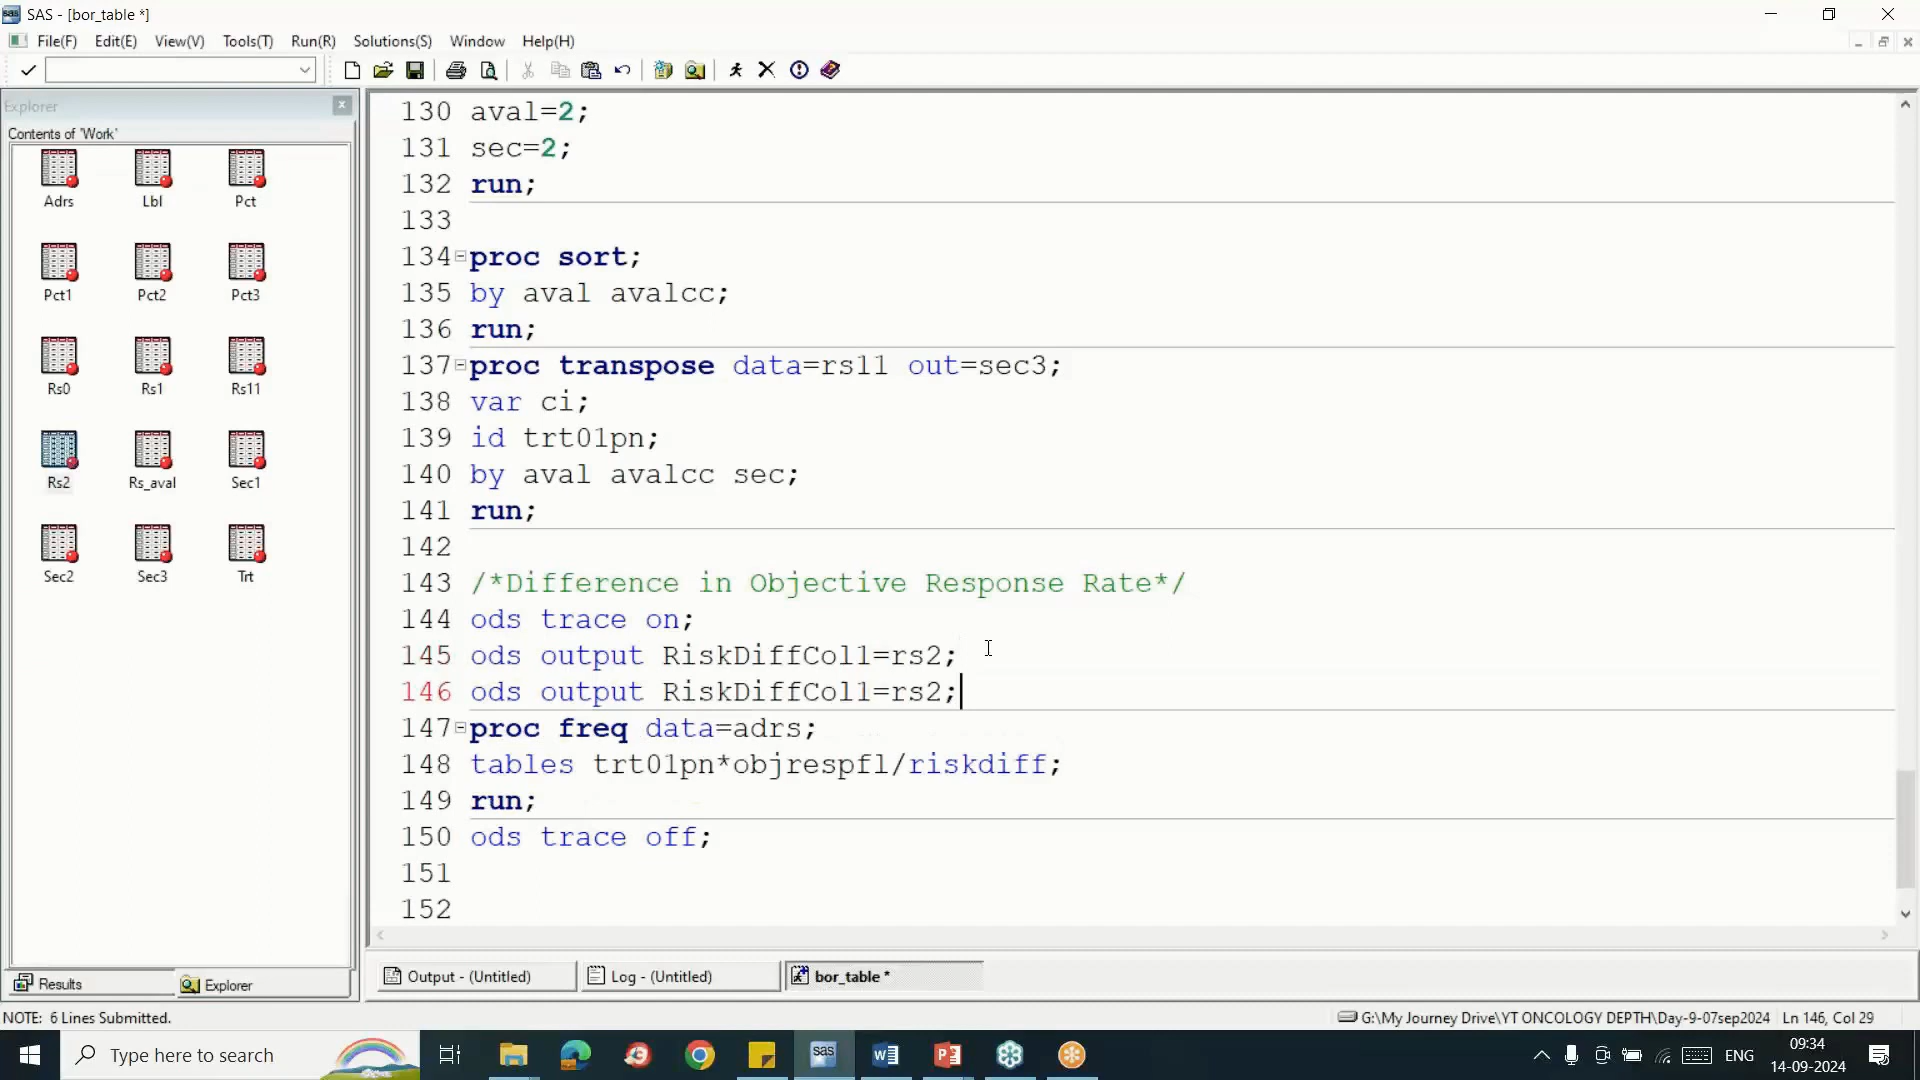 SAS - [bor_table *]
File(F) Edit(E) View(V) Tools(T) Run(R) Solutions(S) Window Help(H)
Explorer
Contents of 'Work'
Adrs Lbl Pct
Pct1 Pct2 Pct3
Rs0 Rs1 Rs11
Rs2 Rs_aval Sec1
Sec2 Sec3 Trt
Results Explorer
130 aval=2;
131 sec=2;
132 run;
133
134 proc sort;
135 by aval avalcc;
136 run;
137 proc transpose data=rs11 out=sec3;
138 var ci;
139 id trt01pn;
140 by aval avalcc sec;
141 run;
142
143 /*Difference in Objective Response Rate*/
144 ods trace on;
145 ods output RiskDiffCol1=rs2;
146 ods output RiskDiffCol1=rs2;
147 proc freq data=adrs;
148 tables trt01pn*objrespfl/riskdiff;
149 run;
150 ods trace off;
151
152
Output - (Untitled) Log - (Untitled) bor_table *
NOTE: 6 Lines Submitted. G:\My Journey Drive\YT ONCOLOGY DEPTH\Day-9-07sep2024 Ln 146, Col 29
Type here to search
ENG
09:34
14-09-2024